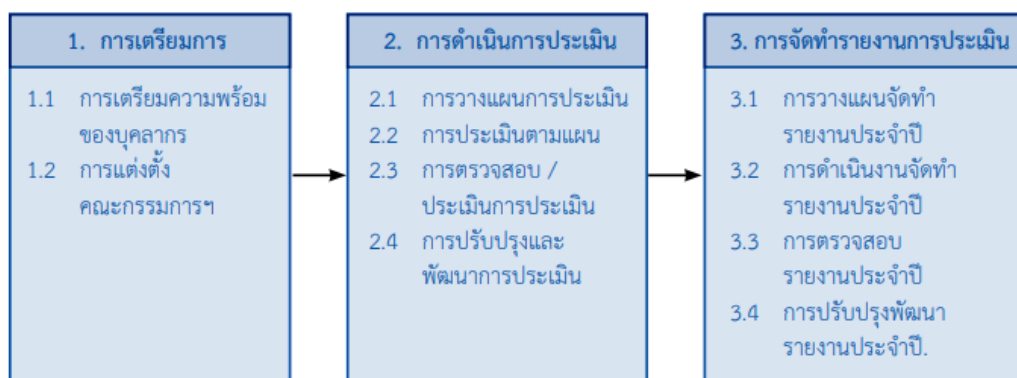 1. การเตรียมการ
1.1 การเตรียมความพร้อม
ของบุคลากร
1.2 การแต่งตั้ง
คณะกรรมการฯ
2. การดำเนินการประเมิน
2.1 การวางแผนการประเมิน
2.2 การประเมินตามแผน
2.3 การตรวจสอบ /
ประเมินการประเมิน
2.4 การปรับปรุงและ
พัฒนาการประเมิน
3. การจัดทำรายงานการประเมิน
3.1 การวางแผนจัดทำ
รายงานประจำปี
3.2 การดำเนินงานจัดทำ
รายงานประจำปี
3.3 การตรวจสอบ
รายงานประจำปี
3.4 การปรับปรุงพัฒนา
รายงานประจำปี.